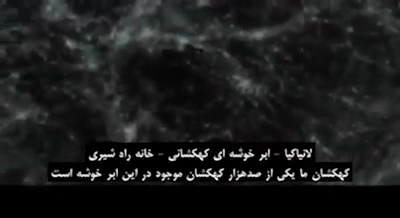 لانیاکیا - ابر خوشه ای کهکشانی - خانه راه شیری
کهکشان ما یکی از صدهزار کهکشان موجود در این ابر خوشه است